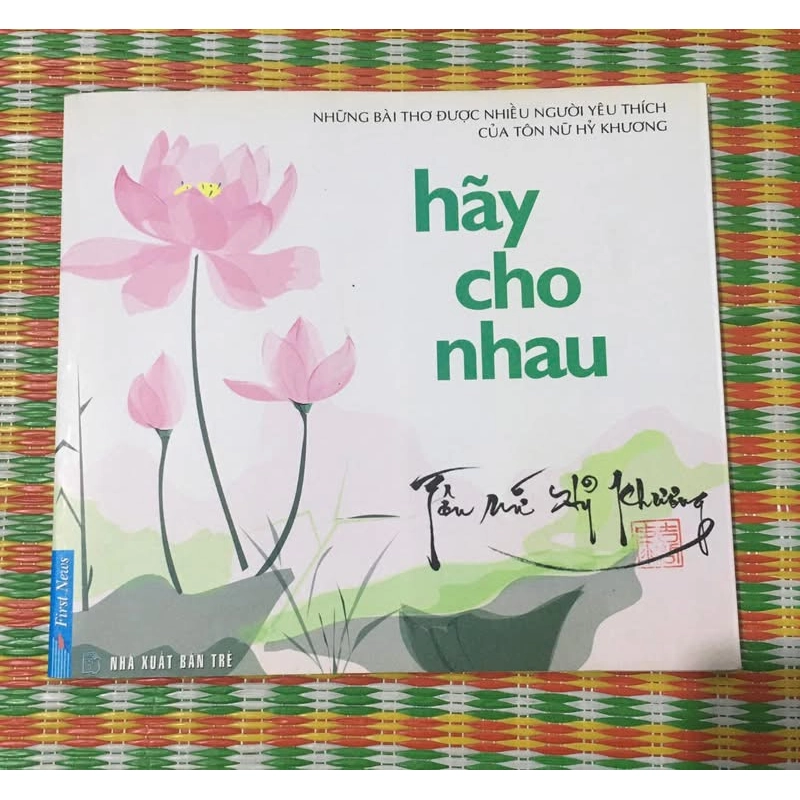 NHỮNG BÀI THƠ ĐƯỢC NHIỀU NGƯỜI YÊU THÍCH
CỦA TÔN NỮ HỶ KHƯƠNG
hãy
cho
nhau
Tôn Nữ Hỷ Khương
First News
NHÀ XUẤT BẢN TRẺ